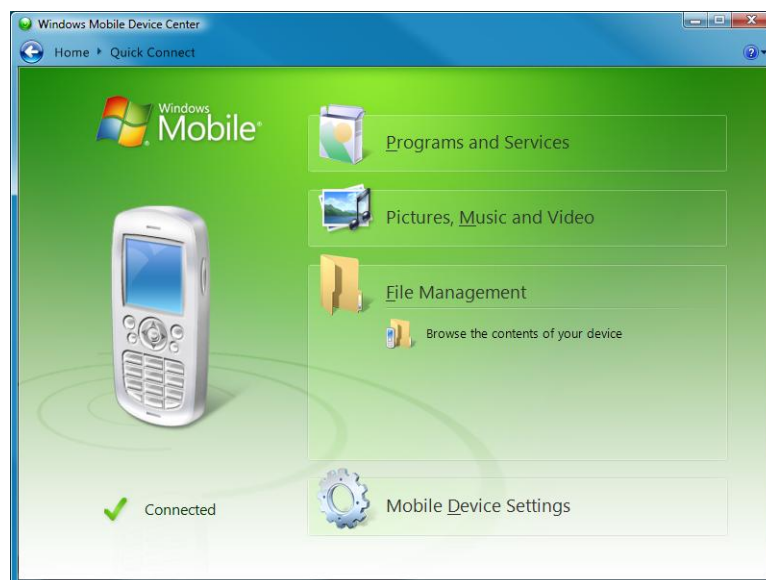 Windows Mobile Device Center
Home ▸ Quick Connect
?
Windows
Mobile®
Programs and Services
Pictures, Music and Video
File Management
Browse the contents of your device
Connected
Mobile Device Settings